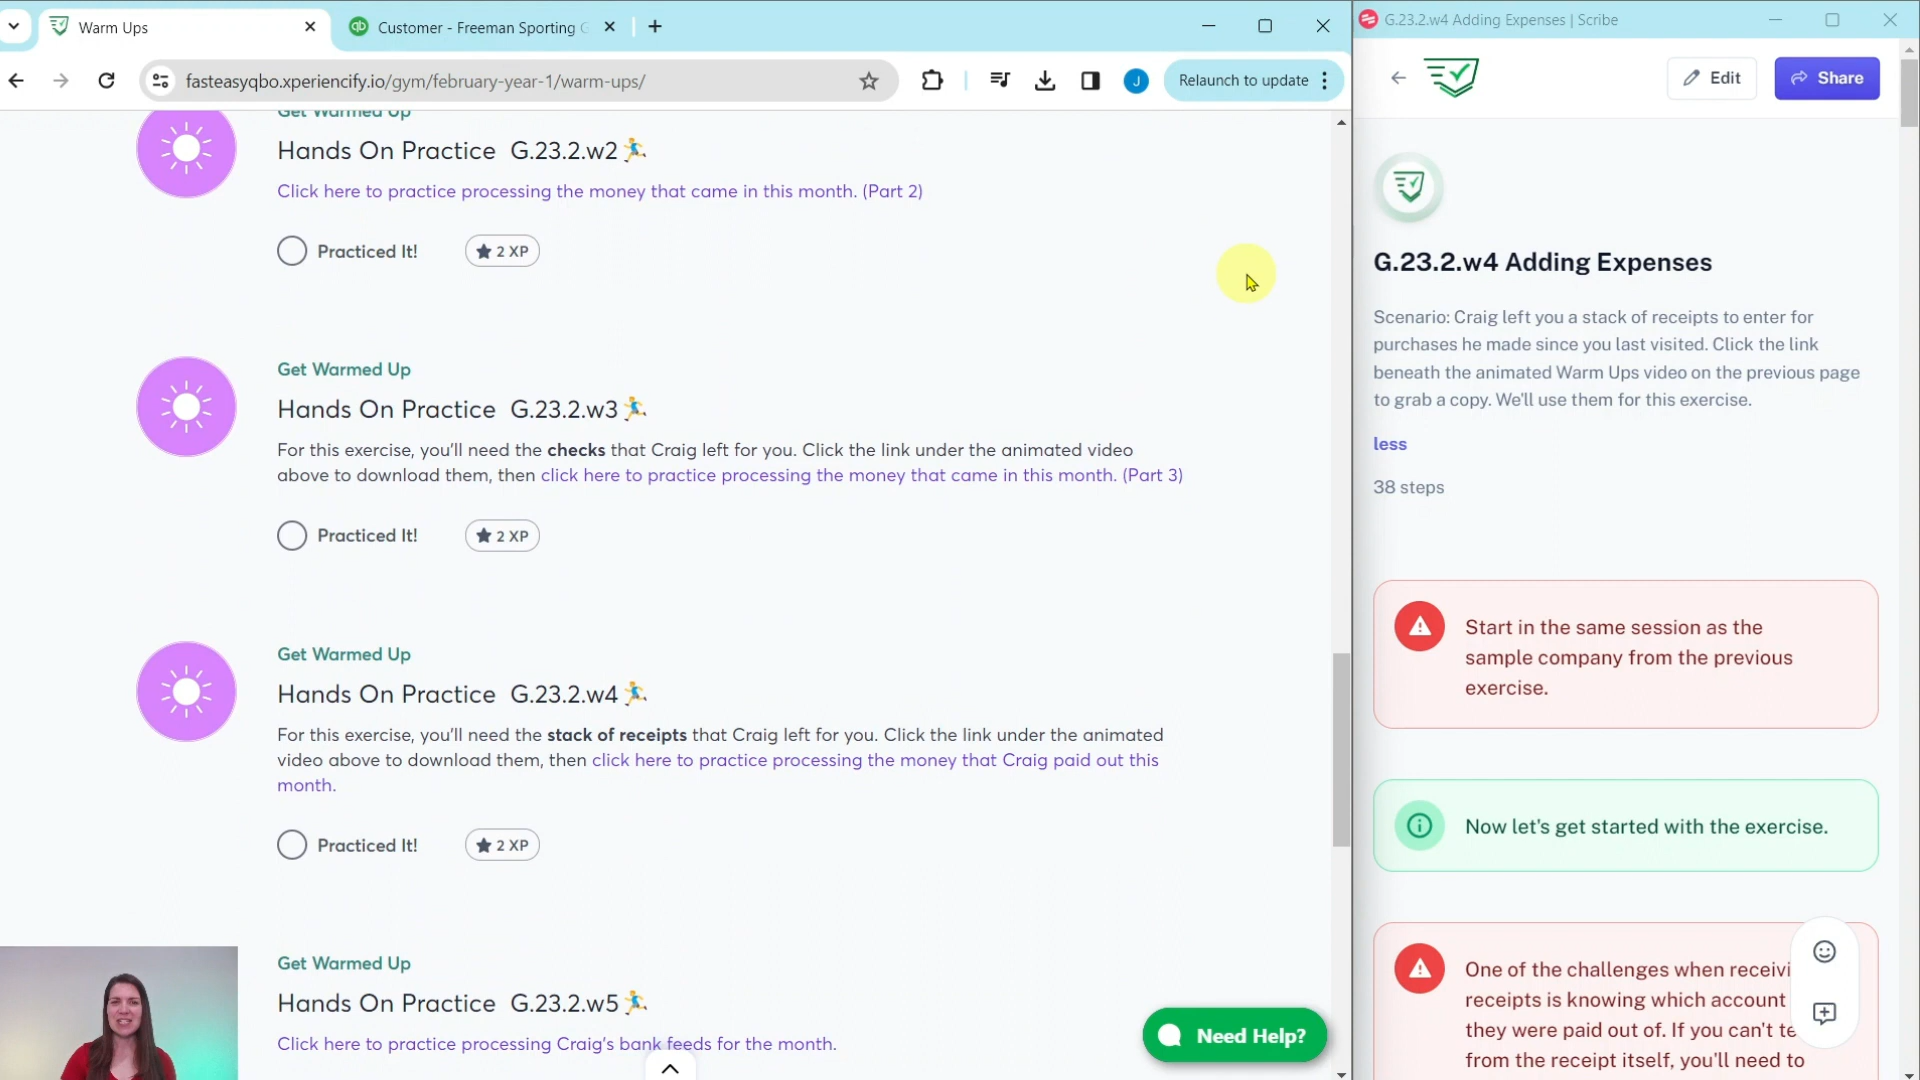 Warm Ups
Customer - Freeman Sporting
fasteasyqbo.xperiencify.io/gym/february-year-1/warm-ups/
J
Relaunch to update
Get Warmed Up
Hands On Practice G.23.2.w2
Click here to practice processing the money that came in this month. (Part 2)
Practiced It!
2 XP
Get Warmed Up
Hands On Practice G.23.2.w3
For this exercise, you'll need the checks that Craig left for you. Click the link under the animated video
above to download them, then click here to practice processing the money that came in this month. (Part 3)
Practiced It!
2 XP
Get Warmed Up
Hands On Practice G.23.2.w4
For this exercise, you'll need the stack of receipts that Craig left for you. Click the link under the animated
video above to download them, then click here to practice processing the money that Craig paid out this
month.
Practiced It!
2 XP
Get Warmed Up
Hands On Practice G.23.2.w5
Click here to practice processing Craig's bank feeds for the month.
Need Help?
G.23.2.w4 Adding Expenses | Scribe
Edit
Share
G.23.2.w4 Adding Expenses
Scenario: Craig left you a stack of receipts to enter for
purchases he made since you last visited. Click the link
beneath the animated Warm Ups video on the previous page
to grab a copy. We'll use them for this exercise.
less
38 steps
Start in the same session as the
sample company from the previous
exercise.
Now let's get started with the exercise.
One of the challenges when receivi
receipts is knowing which account
they were paid out of. If you can't te
from the receipt itself, you'll need to